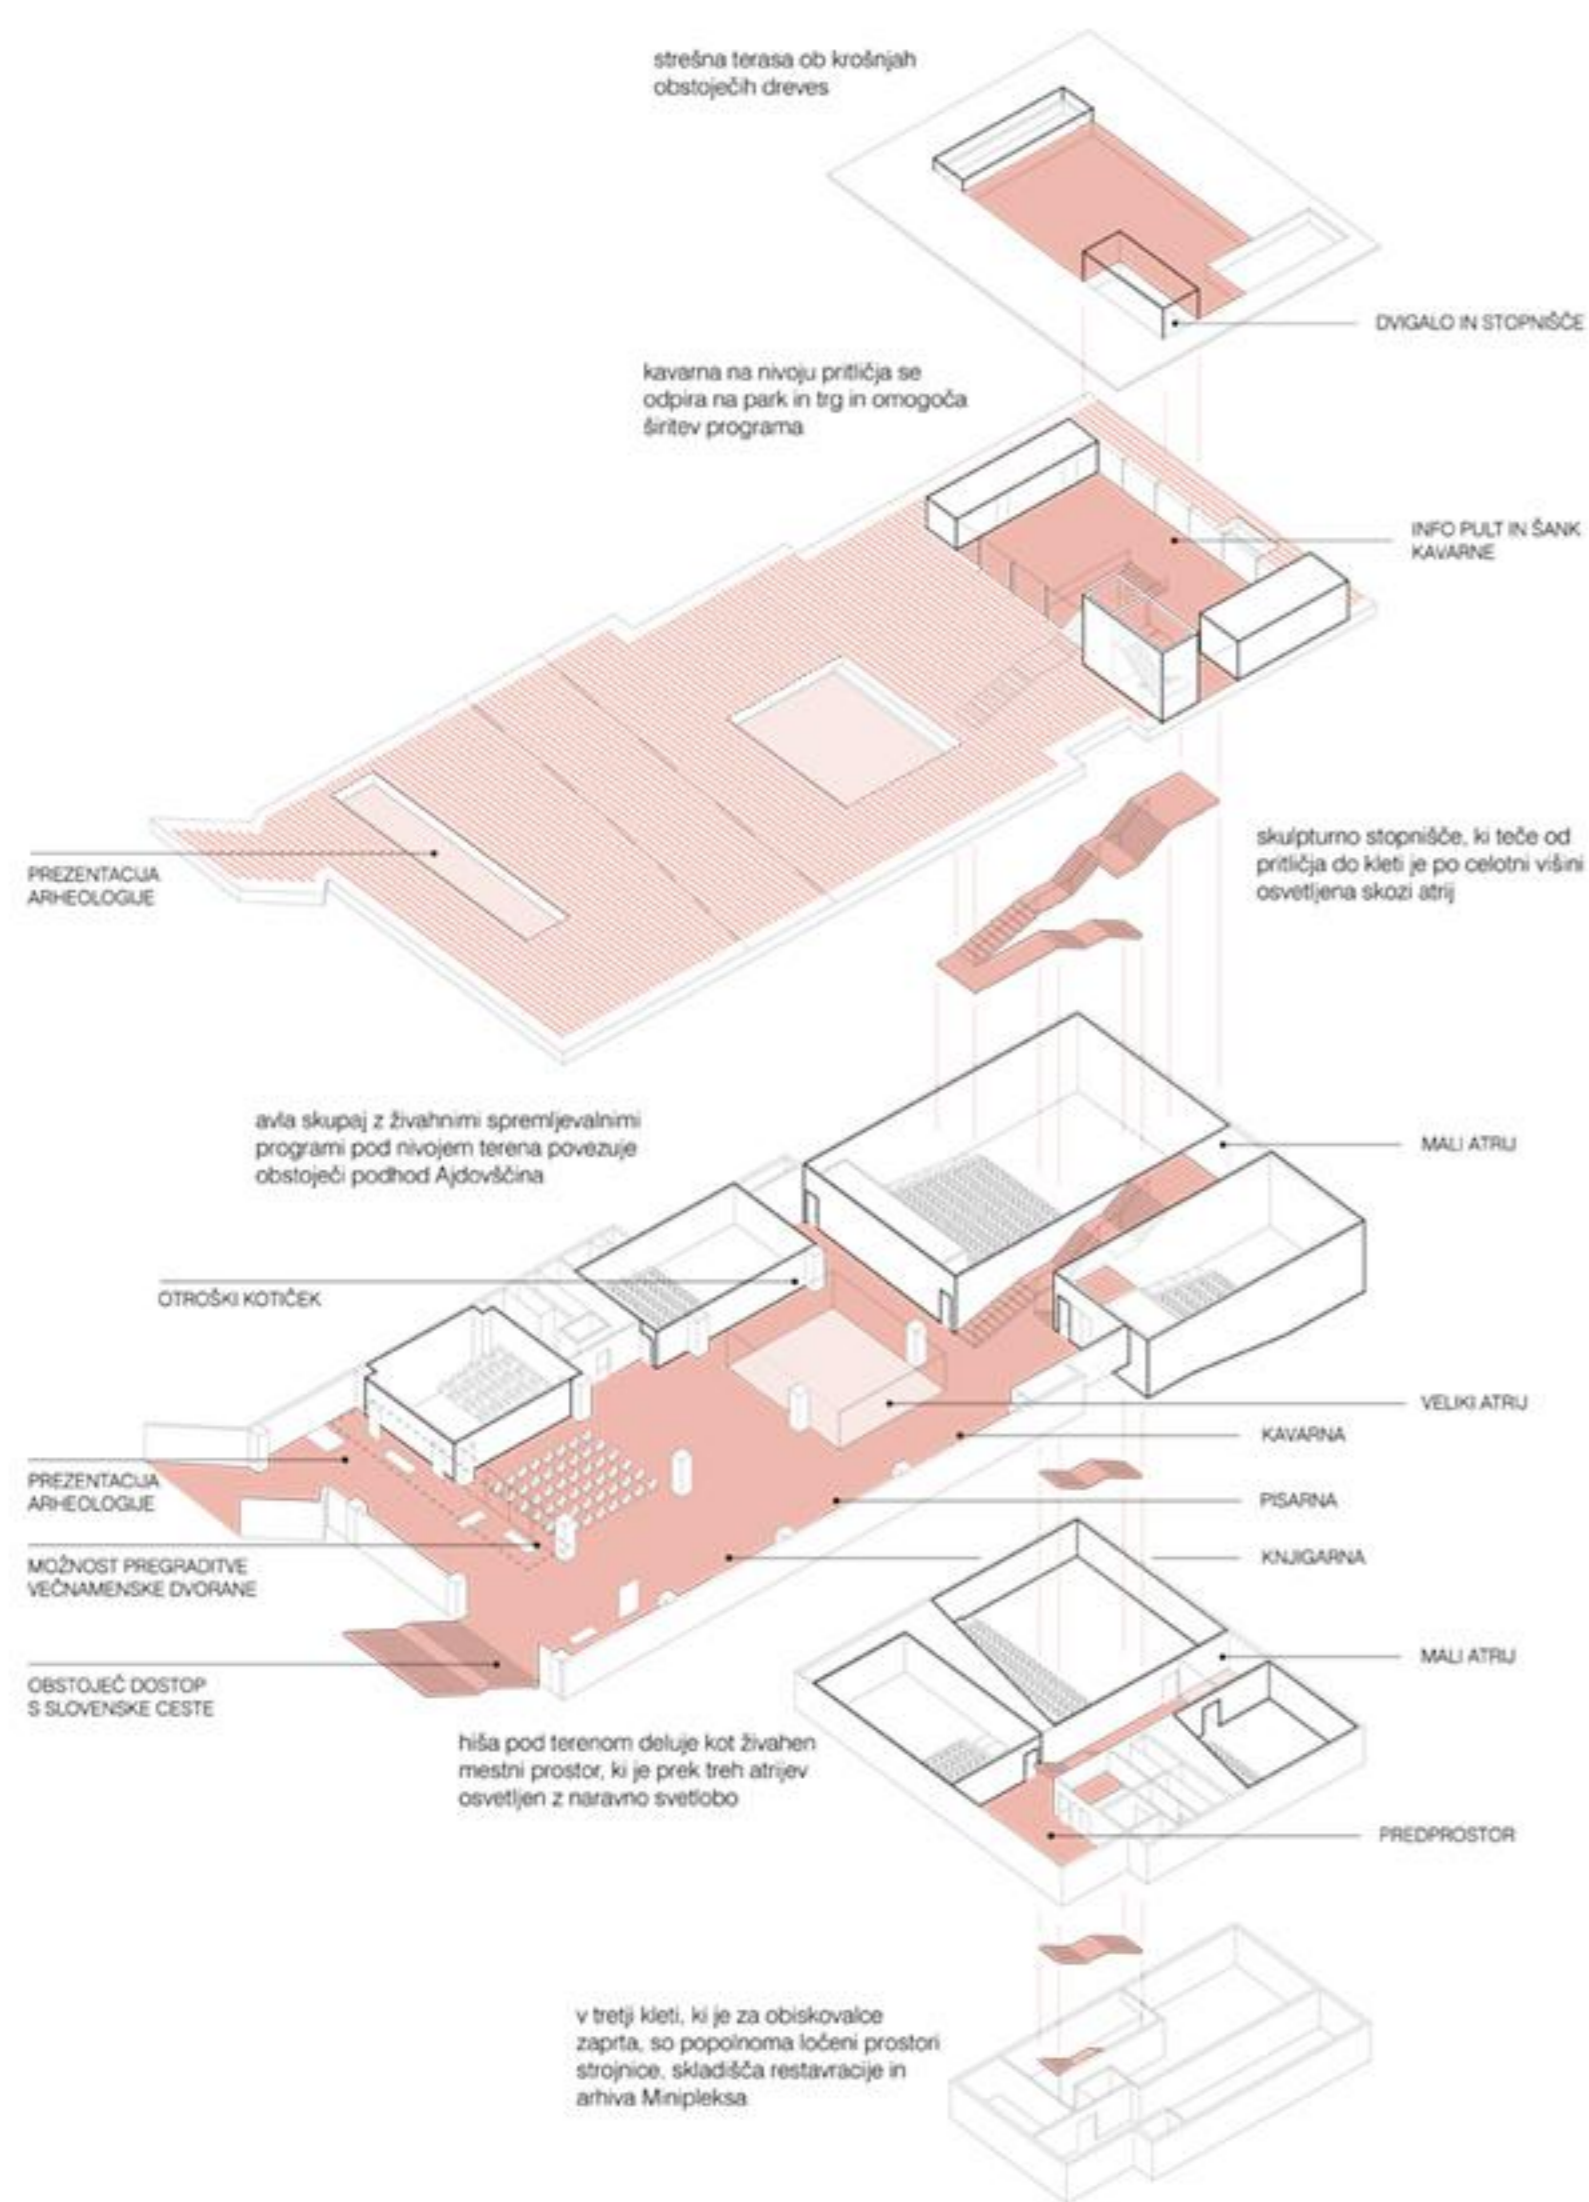 strešna terasa ob krošnjah
obstoječih dreves
DVIGALO IN STOPNIŠČE
kavarna na nivoju pritličja se
odpira na park in trg in omogoča
širitev programa
INFO PULT IN ŠANK
KAVARNE
PREZENTACIJA
ARHEOLOGIJE
skulpturno stopnišče, ki teče od
pritličja do kleti je po celotni višini
osvetljena skozi atrij
avla skupaj z živahnimi spremljevalnimi
programi pod nivojem terena povezuje
obstoječi podhod Ajdovščina
MALI ATRIJ
OTROŠKI KOTIČEK
VELIKI ATRIJ
KAVARNA
PREZENTACIJA
ARHEOLOGIJE
PISARNA
MOŽNOST PREGRADITVE
VEČNAMENSKE DVORANE
KNJIGARNA
MALI ATRIJ
OBSTOJEČ DOSTOP
S SLOVENSKE CESTE
hiša pod terenom deluje kot živahen
mestni prostor, ki je prek treh atrijev
osvetljen z naravno svetlobo
PREDPROSTOR
v tretji kleti, ki je za obiskovalce
zaprta, so popolnoma ločeni prostori
strojnice, skladišča restavracije in
arhiva Minipleksa